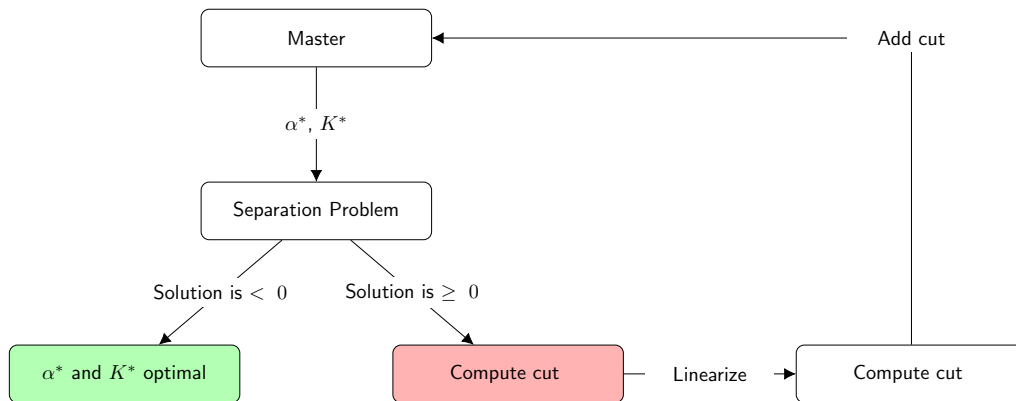 Master
Add cut
α*, K*
Separation Problem
Solution is < 0
Solution is ≥ 0
α* and K* optimal
Compute cut
Linearize
Compute cut